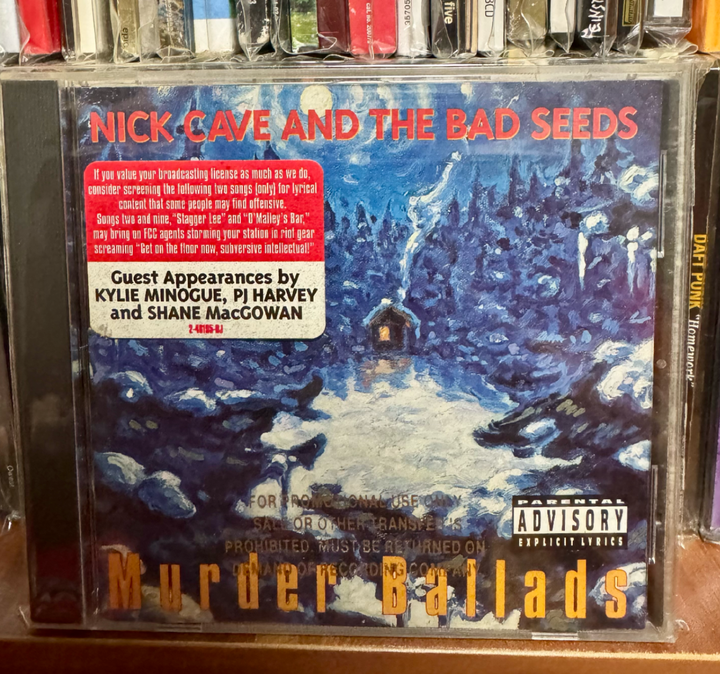 35705
five
NICK CAVE AND THE BAD SEEDS
If you value your broadcasting license as much as we do,
consider screening the following two songs (only) for lyrical
content that some people may find offensive.
Songs two and nine, "Stagger Lee" and "O'Malley's Bar,"
may bring on FCC agents storming your station in riot gear
screaming "Get on the floor now, subversive intellectual!"
Guest Appearances by
KYLIE MINOGUE, PJ HARVEY
and SHANE MacGOWAN
2-46195-DJ
DAFT PUNK "Homework"
FOR PROMOTIONAL USE ONLY
SALE OR OTHER TRANSFER IS
PROHIBITED. MUST BE RETURNED ON
DEMAND OF RECORDING COMPANY
PARENTAL
ADVISORY
EXPLICIT LYRICS
Murder Ballads